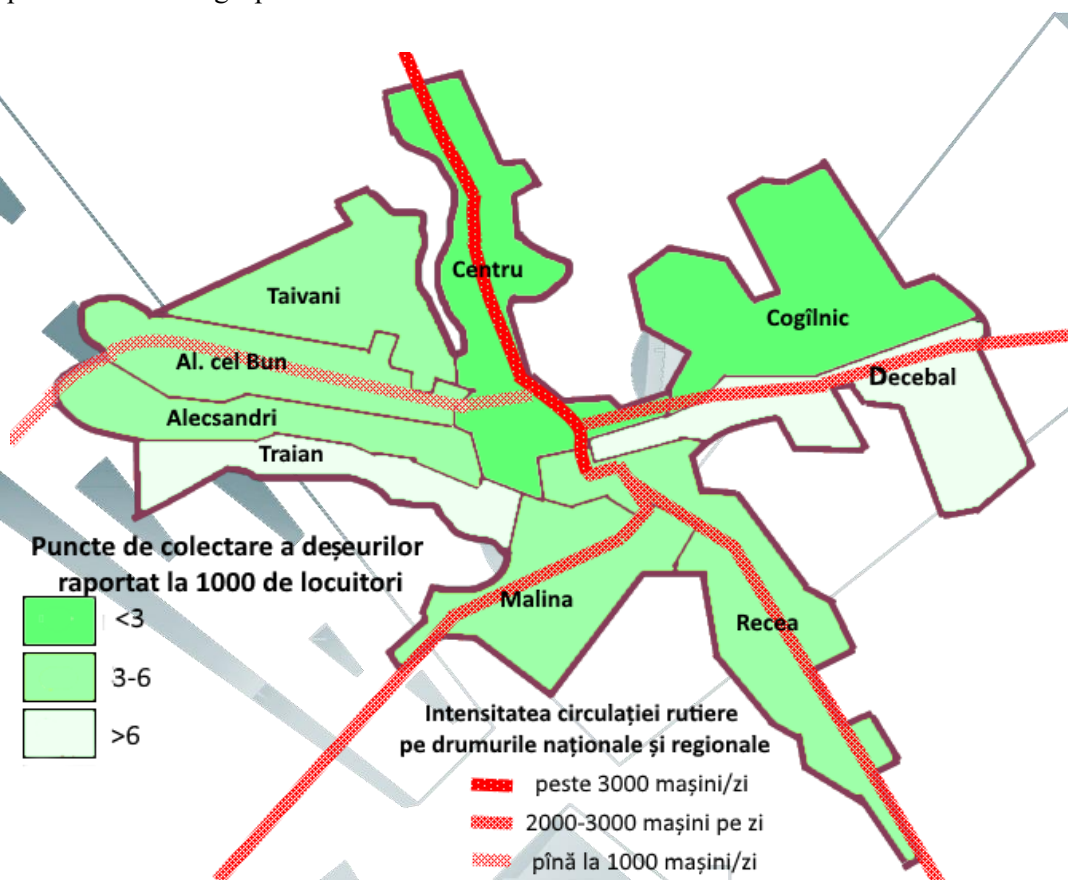 Centru
Taivani
Cogîlnic
Al. cel Bun
Decebal
Alecsandri
Traian
Puncte de colectare a deșeurilor
raportat la 1000 de locuitori
<3
3-6
>6
Malina
Recea
Intensitatea circulației rutiere
pe drumurile naționale și regionale
peste 3000 mașini/zi
2000-3000 mașini pe zi
pînă la 1000 mașini/zi